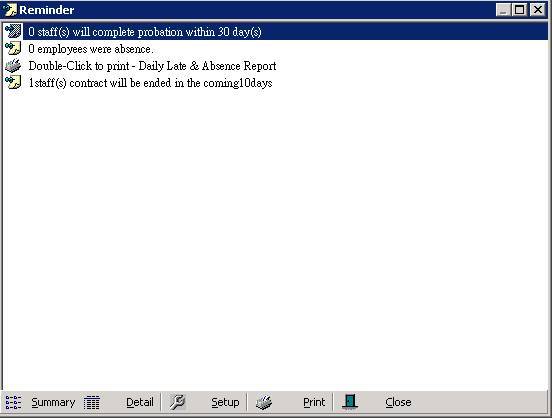 Reminder
0 staff(s) will complete probation within 30 day(s)
0 employees were absence.
Double-Click to print - Daily Late & Absence Report
1staff(s) contract will be ended in the coming10days
Summary Detail Setup Print Close